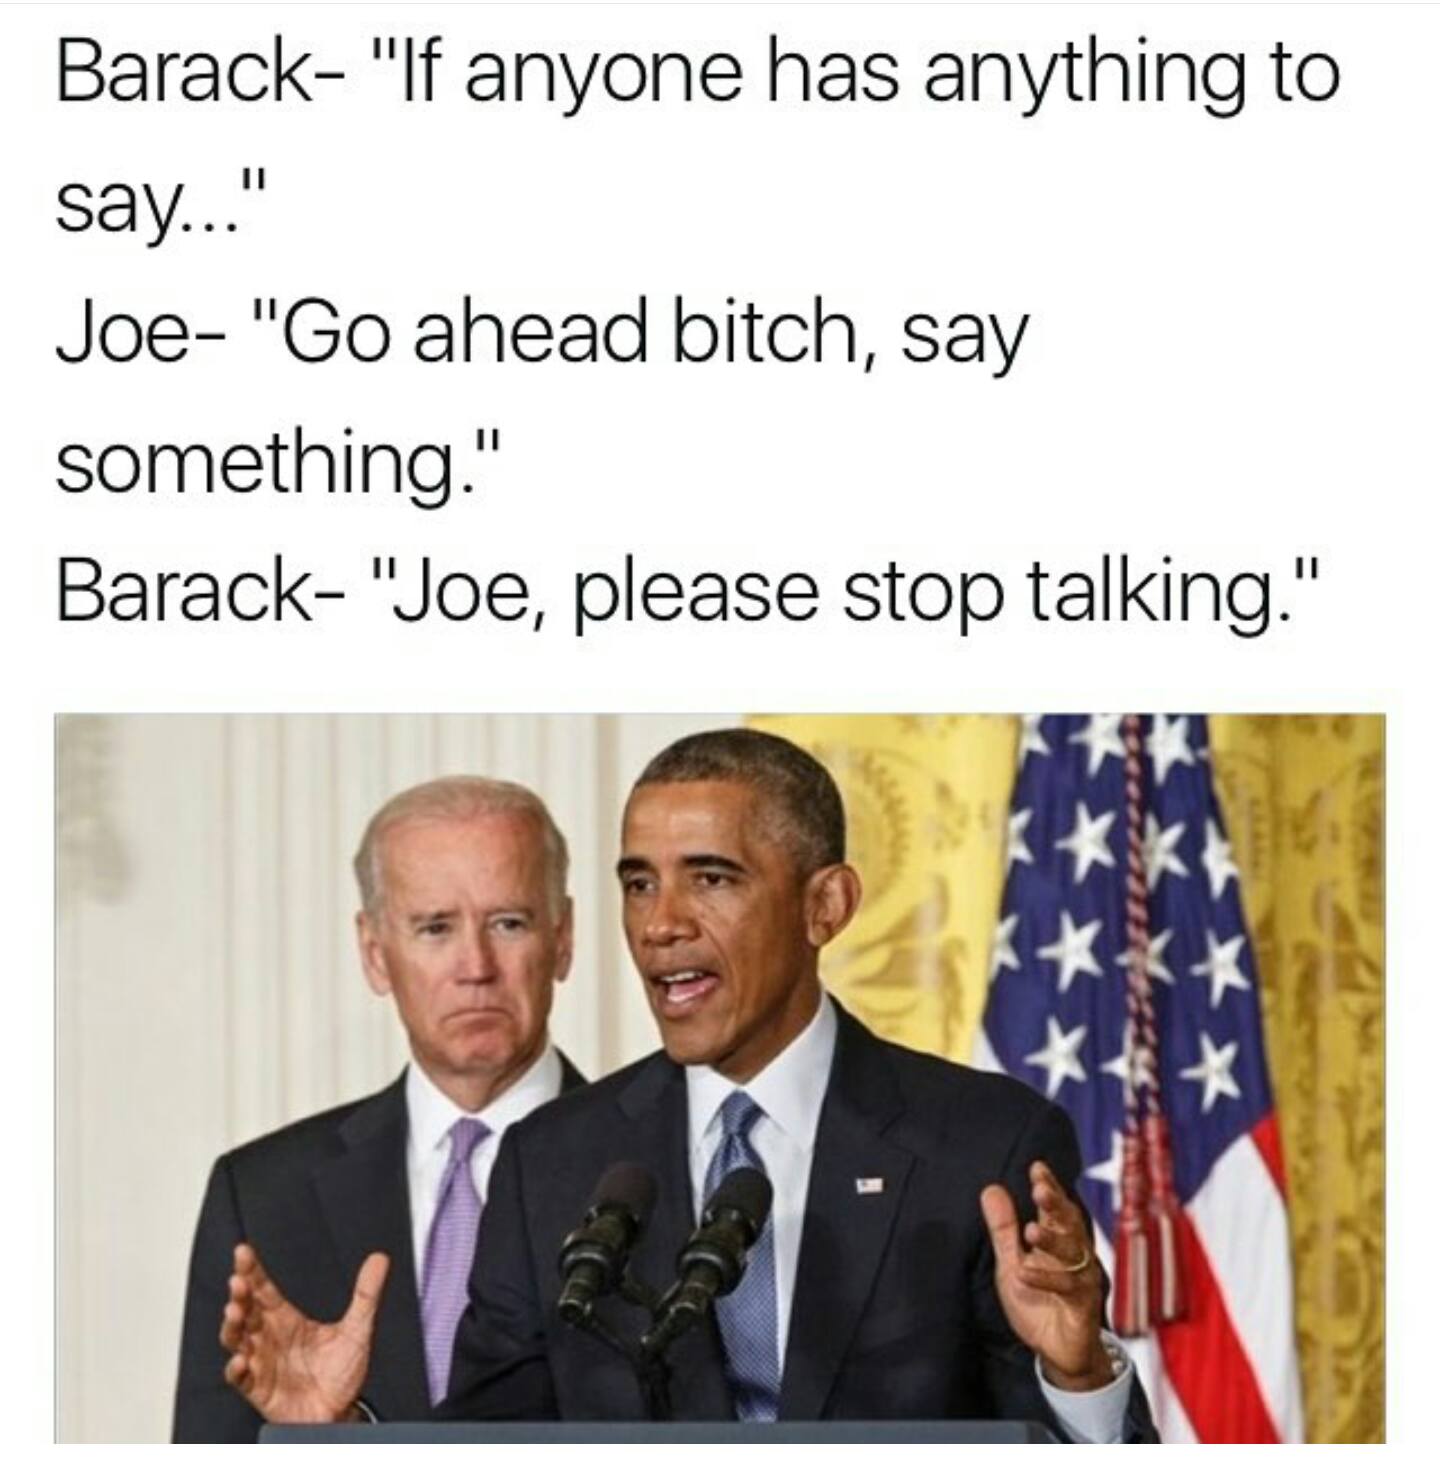 Barack- "If anyone has anything to
say..."
Joe- "Go ahead bitch, say
something."
Barack- "Joe, please stop talking."